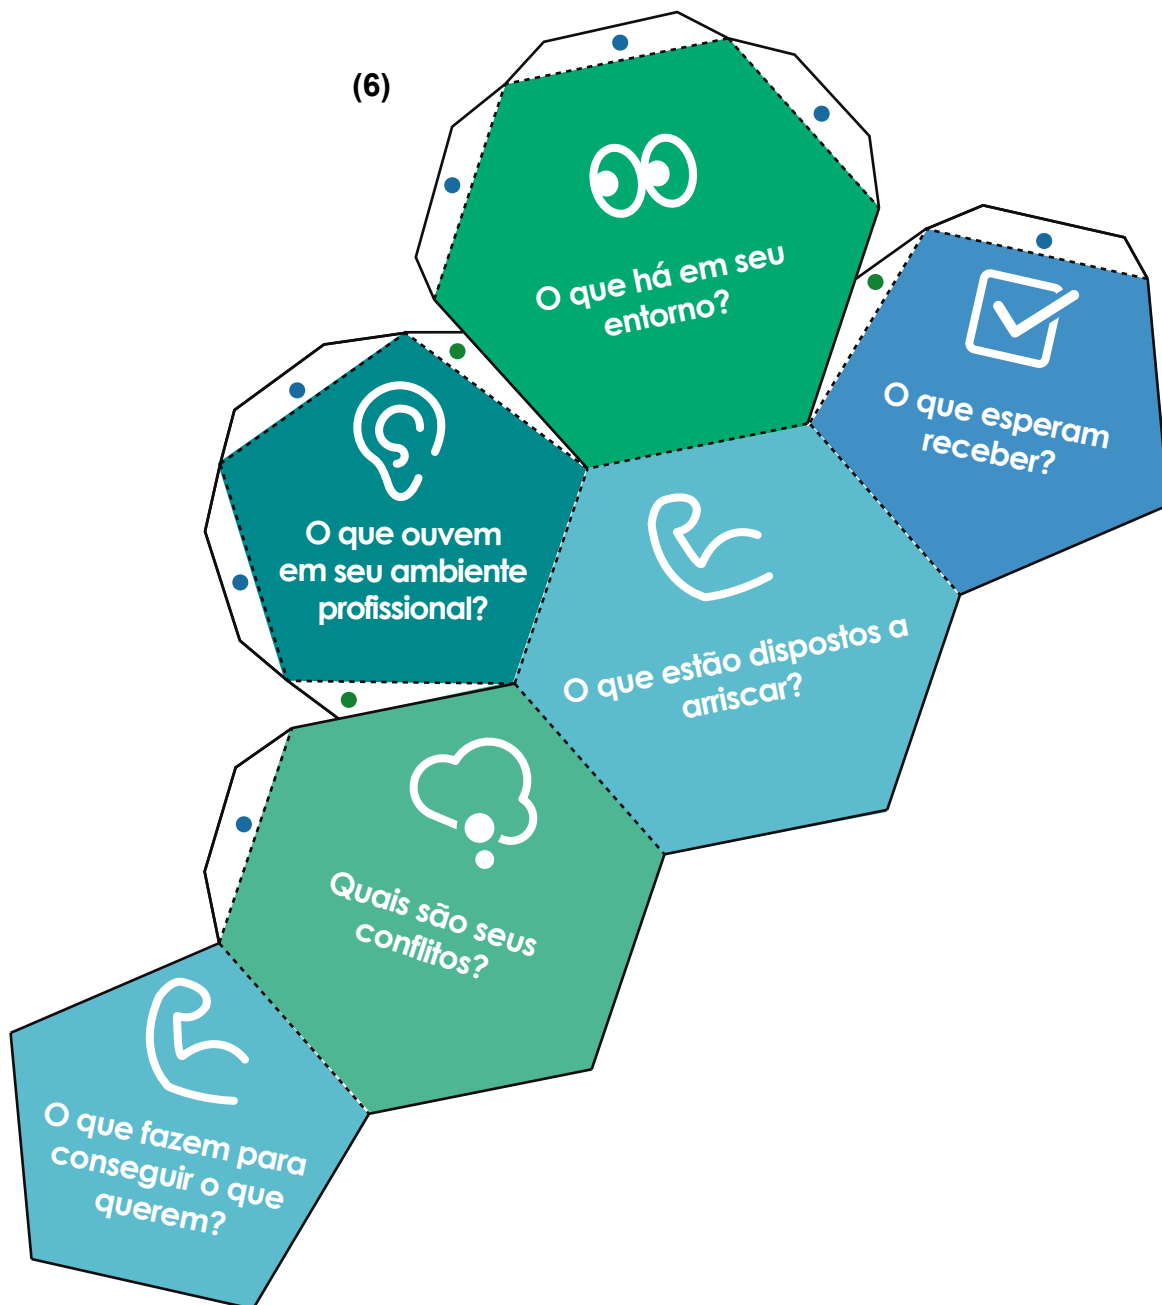 (6)
O que há em seu
entorno?
O que esperam
receber?
O que ouvem
em seu ambiente
profissional?
O que estão dispostos a
arriscar?
Quais são seus
conflitos?
O que fazem para
conseguir o que
querem?